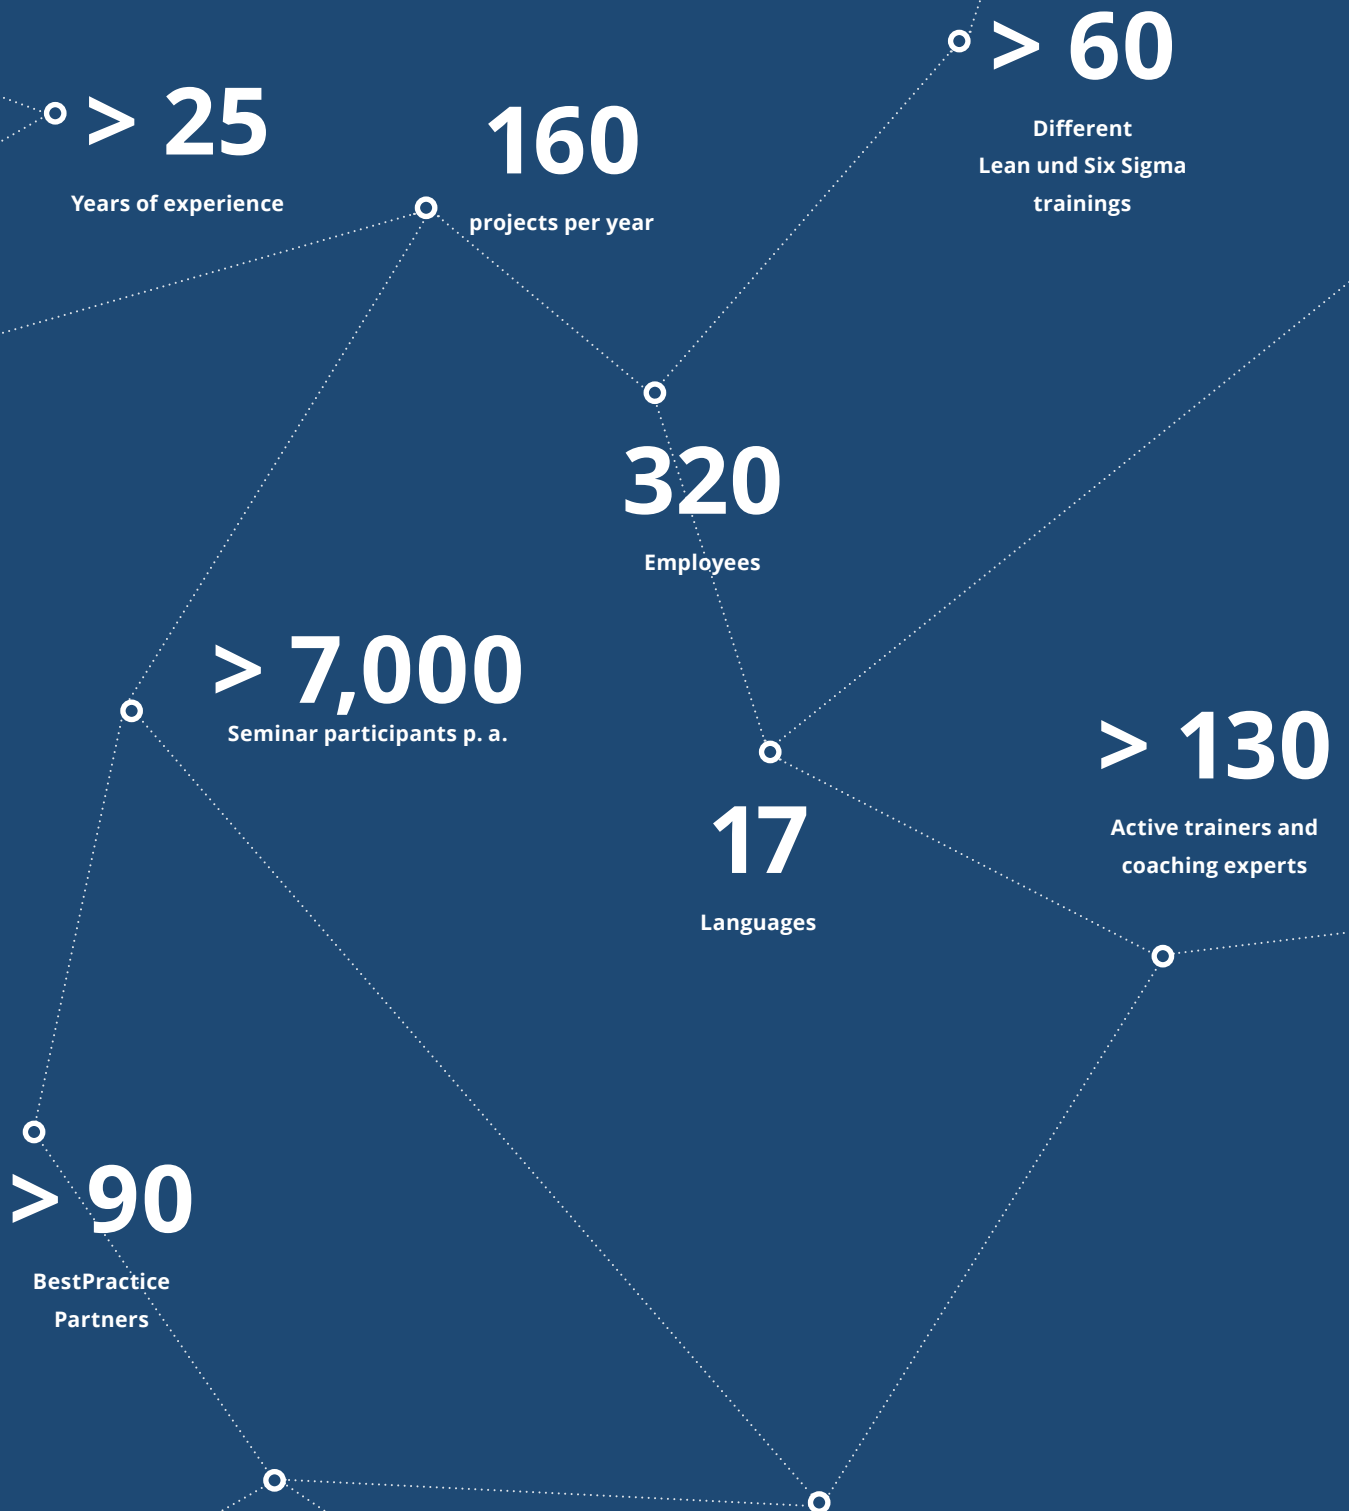 > 25
Years of experience
160
projects per year
> 60
Different
Lean und Six Sigma
trainings
320
Employees
> 7,000
Seminar participants p. a.
17
Languages
> 130
Active trainers and
coaching experts
> 90
BestPractice
Partners